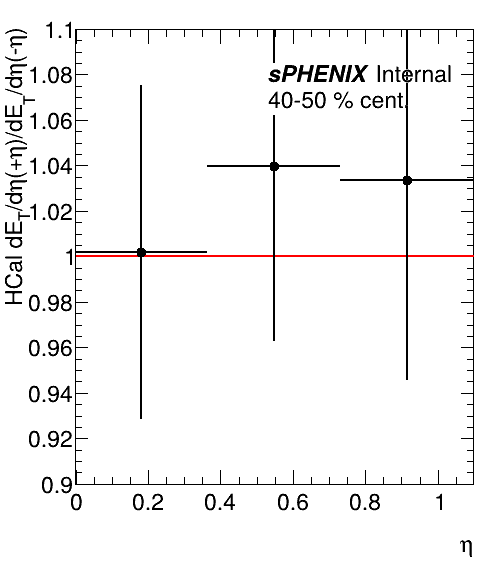 HCal dE_T/dη(+η)/dE_T/dη(-η)
sPHENIX Internal
40-50 % cent.
1.1
1.08
1.06
1.04
1.02
1
0.98
0.96
0.94
0.92
0.9
0 0.2 0.4 0.6 0.8 1
η